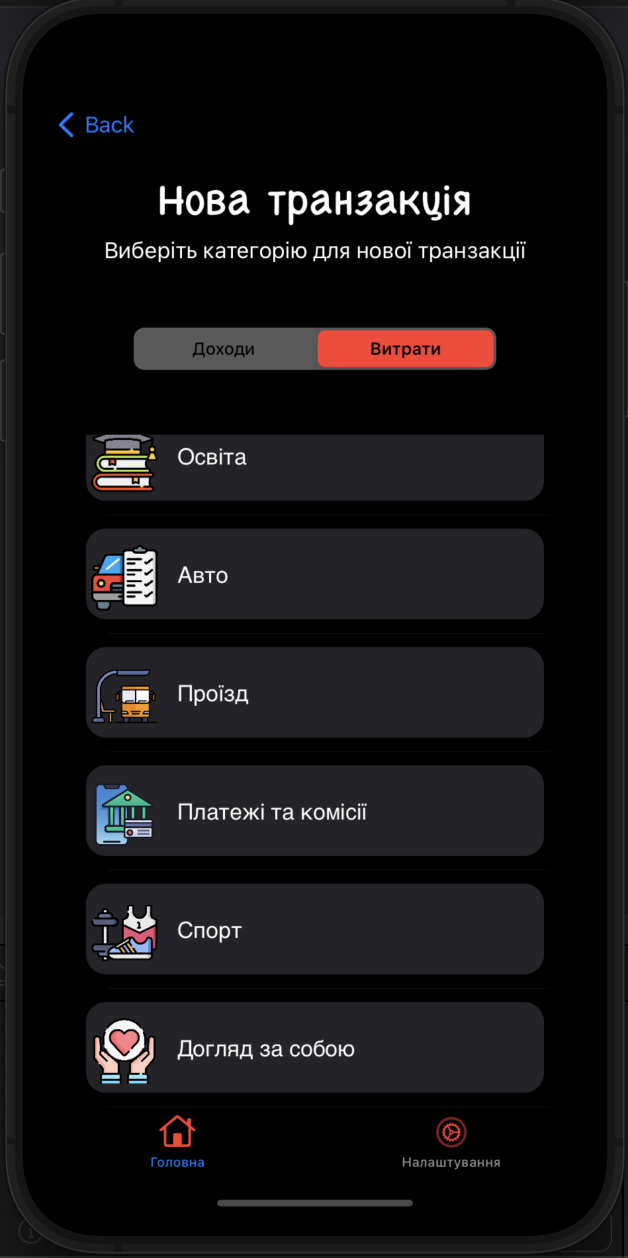 Back
Нова транзакція
Виберіть категорію для нової транзакції
Доходи Витрати
Освіта
Авто
Проїзд
Платежі та комісії
Спорт
Догляд за собою
Головна Налаштування